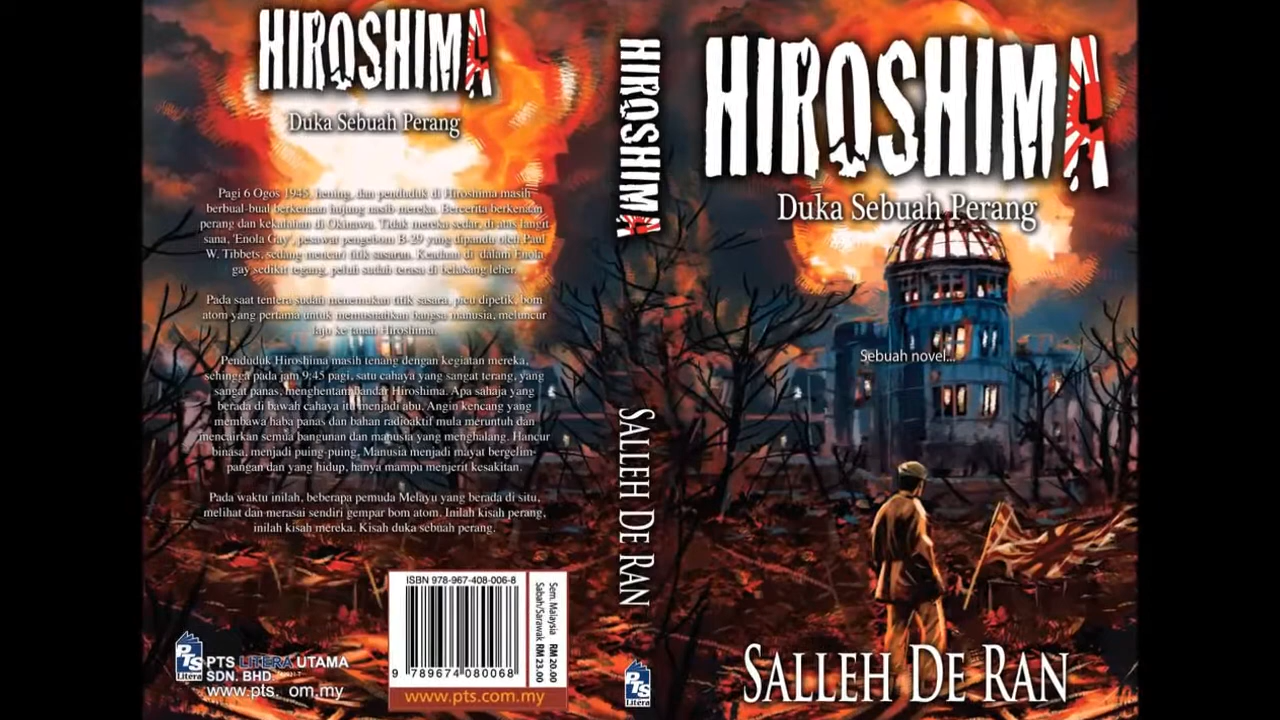 HIROSHIMA
Duka Sebuah Perang
Pagi 6 Ogos 1945, hening, dan penduduk di Hiroshima masih
berbual-bual berkenaan hujung nasib mereka. Bercerita berkenaan
perang dan kekalahan di Okinawa. Tidak mereka sedar, di atas langit
sana, 'Enola Gay', pesawat pengebom B-29 yang dipandu oleh Paul
W. Tibbets, sedang mencari titik sasaran. Keadaan di dalam Enola
gay sedikit tegang, peluh sudah terasa di belakang leher.
Pada saat tentera sudah menemukan titik sasara, picu dipetik, bom
atom yang pertama untuk memusnahkan bangsa manusia, meluncur
laju ke tanah Hiroshima.
Penduduk Hiroshima masih tenang dengan kegiatan mereka,
sehingga pada jam 9:45 pagi, satu cahaya yang sangat terang, yang
sangat panas, menghentam bandar Hiroshima. Apa sahaja yang
berada di bawah cahaya itu menjadi abu. Angin kencang yang
membawa haba panas dan bahan radioaktif mula meruntuh dan
mencairkan semua bangunan dan manusia yang menghalang. Hancur
binasa, menjadi puing-puing, Manusia menjadi mayat bergelim-
pangan dan yang hidup, hanya mampu menjerit kesakitan.
Pada waktu inilah, beberapa pemuda Melayu yang berada di situ,
melihat dan merasai sendiri gempar bom atom. Inilah kisah perang,
inilah kisah mereka. Kisah duka sebuah perang.
PTS LITERA UTAMA
SDN. BHD.
www.pts. om.my
PTS
Litera
ISBN 978-967-408-006-8
9 789674 080068
Sem. Malaysia RM 20.00
Sabah/Sarawak RM 23.00
www.pts.com.my
HIROSHIMA
SALLEH DE RAN
PTS
Litera
HIROSHIMA
Duka Sebuah Perang
Sebuah novel...
SALLEH DE RAN